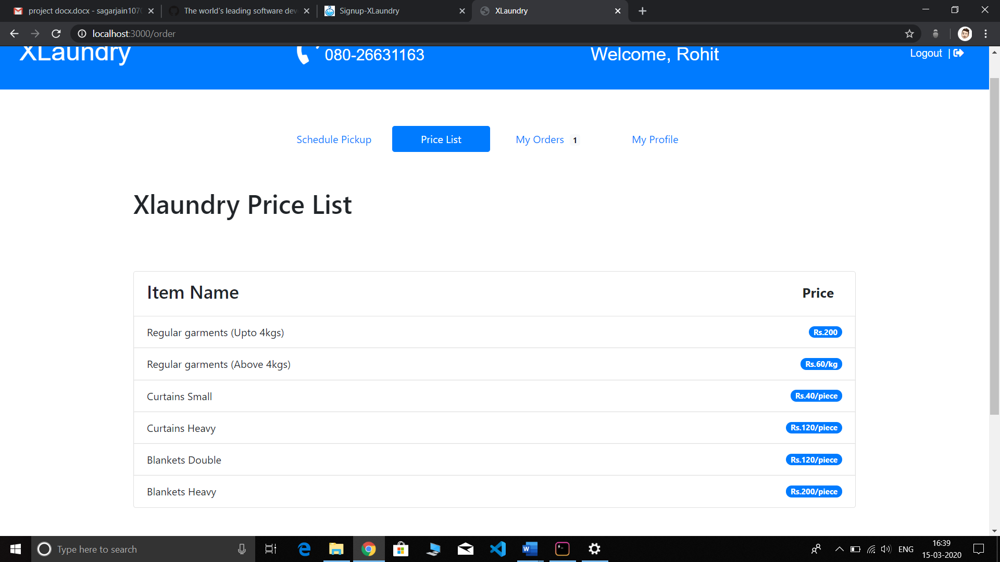 project docx.docx - sagarjain107
The world's leading software dev
Signup-XLaundry
XLaundry
localhost:3000/order
XLaundry
080-26631163
Welcome, Rohit
Logout |
Schedule Pickup
Price List
My Orders 1
My Profile
Xlaundry Price List
Item Name Price
Regular garments (Upto 4kgs) Rs.200
Regular garments (Above 4kgs) Rs.60/kg
Curtains Small Rs.40/piece
Curtains Heavy Rs.120/piece
Blankets Double Rs.120/piece
Blankets Heavy Rs.200/piece
Type here to search
ENG
16:39
15-03-2020